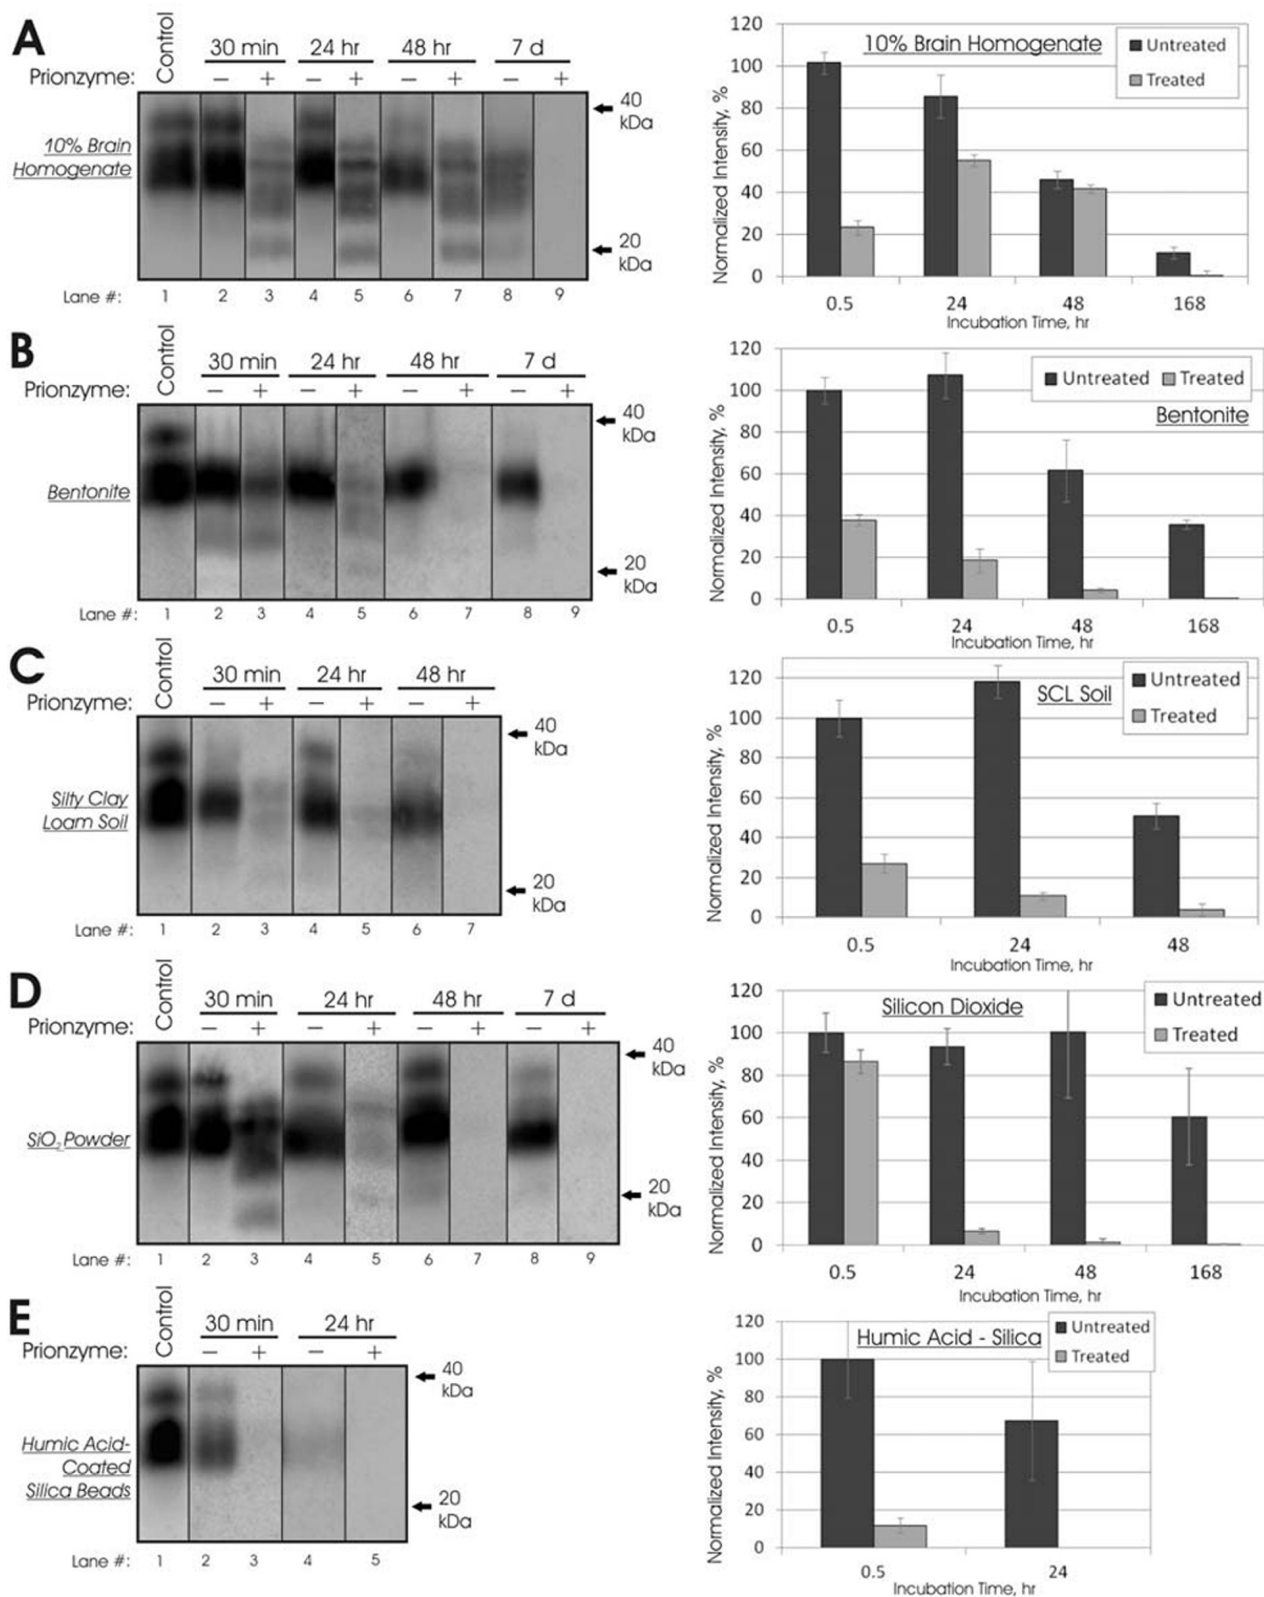 A
Control
30 min 24 hr 48 hr 7 d
Prionzyme: − + − + − + − +
10% Brain
Homogenate
40
kDa
20
kDa
Lane #: 1 2 3 4 5 6 7 8 9
10% Brain Homogenate
Untreated
Treated
Normalized Intensity, %
120
100
80
60
40
20
0
0.5 24 48 168
Incubation Time, hr
B
Control
30 min 24 hr 48 hr 7 d
Prionzyme: − + − + − + − +
Bentonite
40
kDa
20
kDa
Lane #: 1 2 3 4 5 6 7 8 9
Untreated Treated
Bentonite
Normalized Intensity, %
120
100
80
60
40
20
0
0.5 24 48 168
Incubation Time, hr
C
Control
30 min 24 hr 48 hr
Prionzyme: − + − + − +
Silty Clay
Loam Soil
40
kDa
20
kDa
Lane #: 1 2 3 4 5 6 7
SCL Soil
Untreated
Treated
Normalized Intensity, %
120
100
80
60
40
20
0
0.5 24 48
Incubation Time, hr
D
Control
30 min 24 hr 48 hr 7 d
Prionzyme: − + − + − + − +
SiO2 Powder
40
kDa
20
kDa
Lane #: 1 2 3 4 5 6 7 8 9
Silicon Dioxide
Untreated
Treated
Normalized Intensity, %
120
100
80
60
40
20
0
0.5 24 48 168
Incubation Time, hr
E
Control
30 min 24 hr
Prionzyme: − + − +
Humic Acid-
Coated
Silica Beads
40
kDa
20
kDa
Lane #: 1 2 3 4 5
Humic Acid - Silica
Untreated
Treated
Normalized Intensity, %
120
100
80
60
40
20
0
0.5 24
Incubation Time, hr